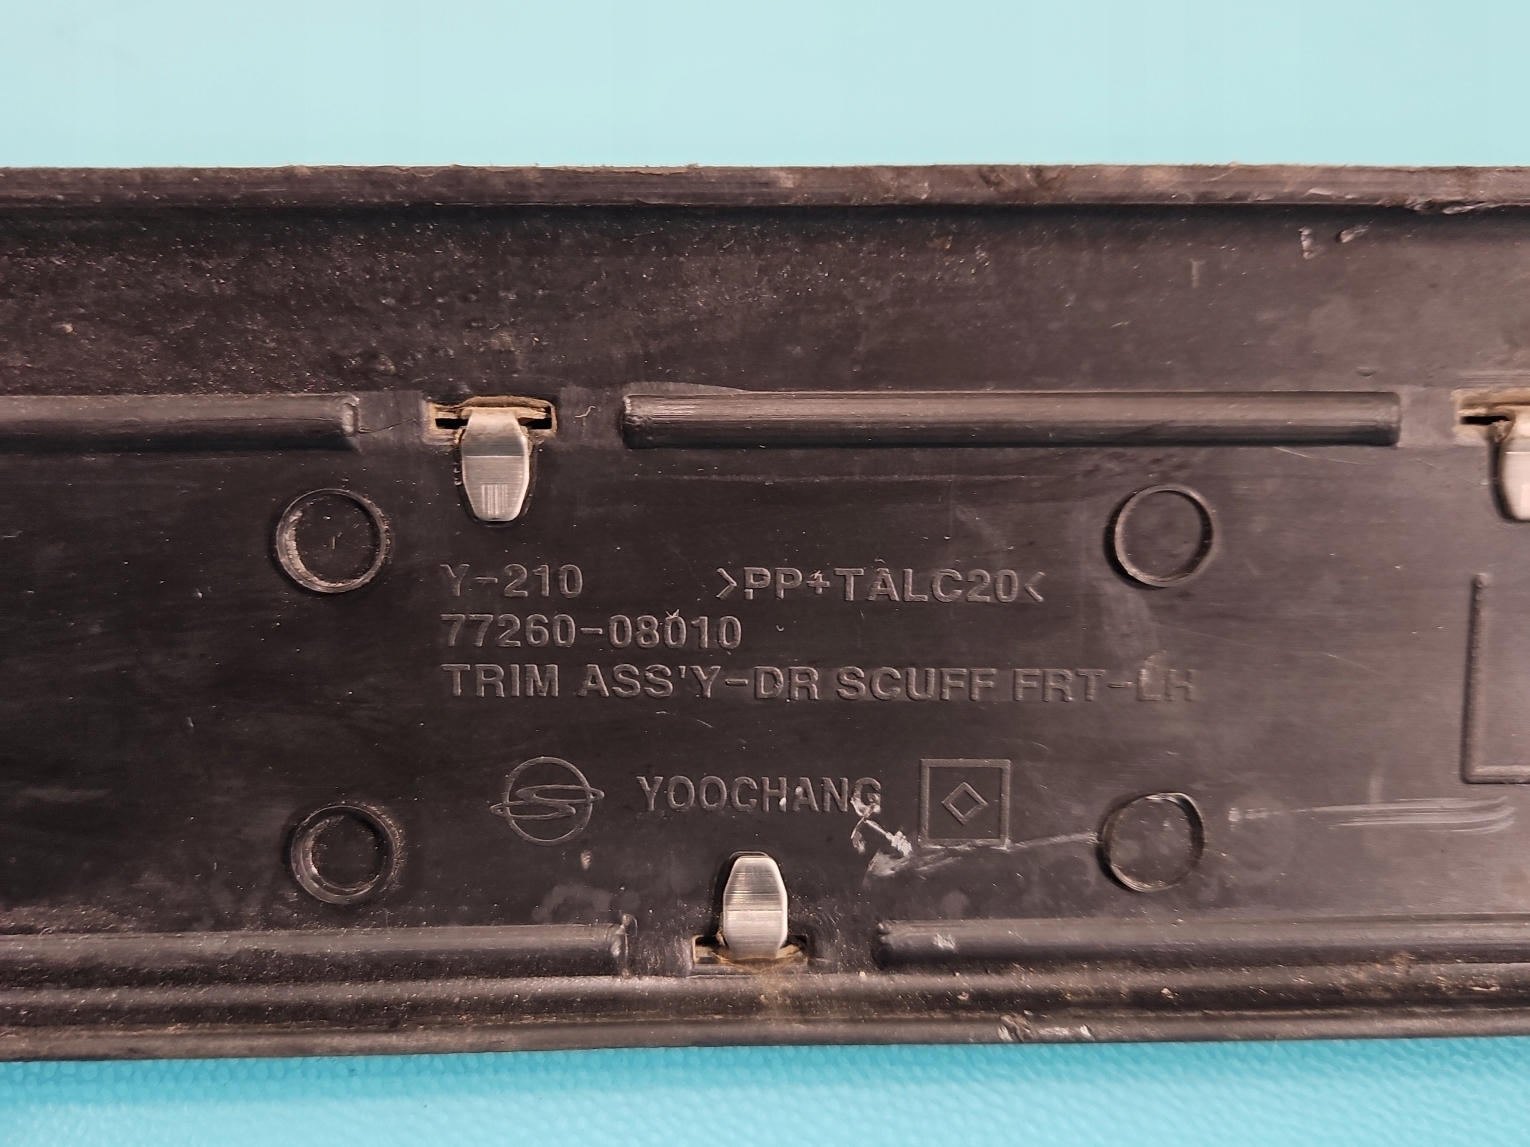 Y-210 >PP+TALC20<
77260-08010
TRIM ASS'Y-DR SCUFF FRT-LH
YOOCHANG